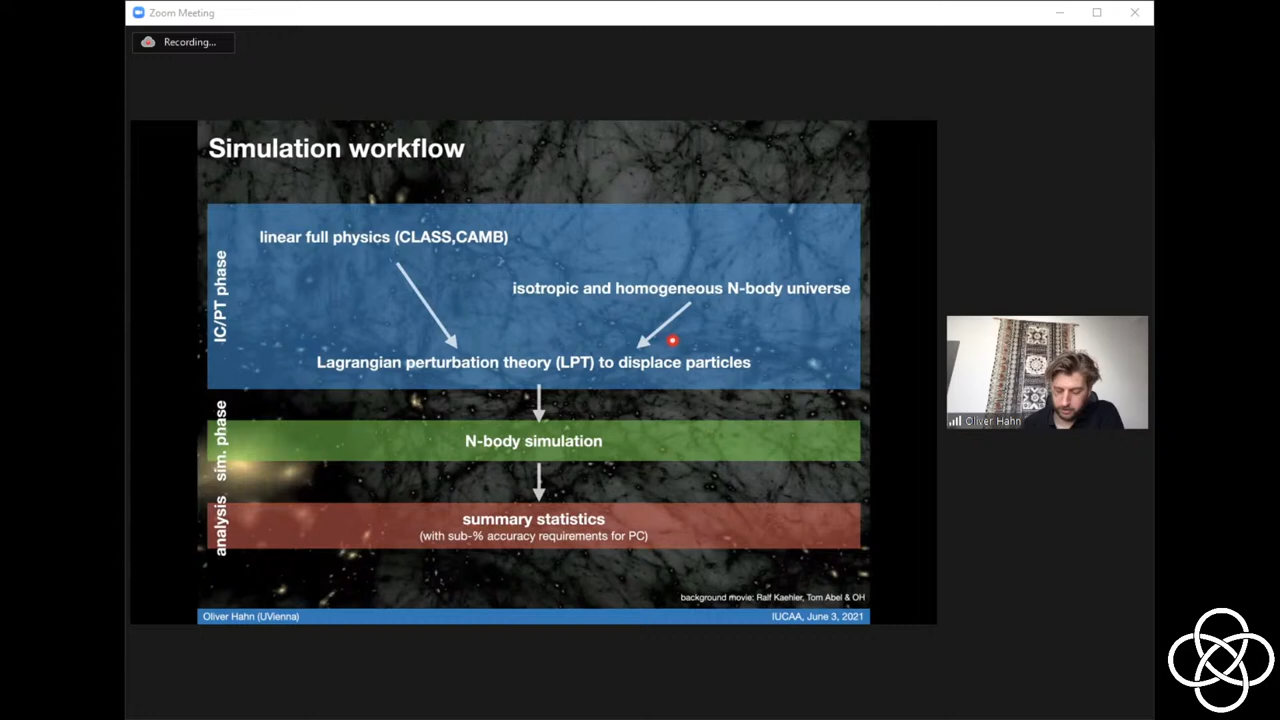 Zoom Meeting
Recording...
Simulation workflow
IC/PT phase
linear full physics (CLASS,CAMB)
isotropic and homogeneous N-body universe
Lagrangian perturbation theory (LPT) to displace particles
sim. phase
N-body simulation
analysis
summary statistics
(with sub-% accuracy requirements for PC)
background movie: Ralf Kaehler, Tom Abel & OH
Oliver Hahn (UVienna)
IUCAA, June 3, 2021
Oliver Hahn